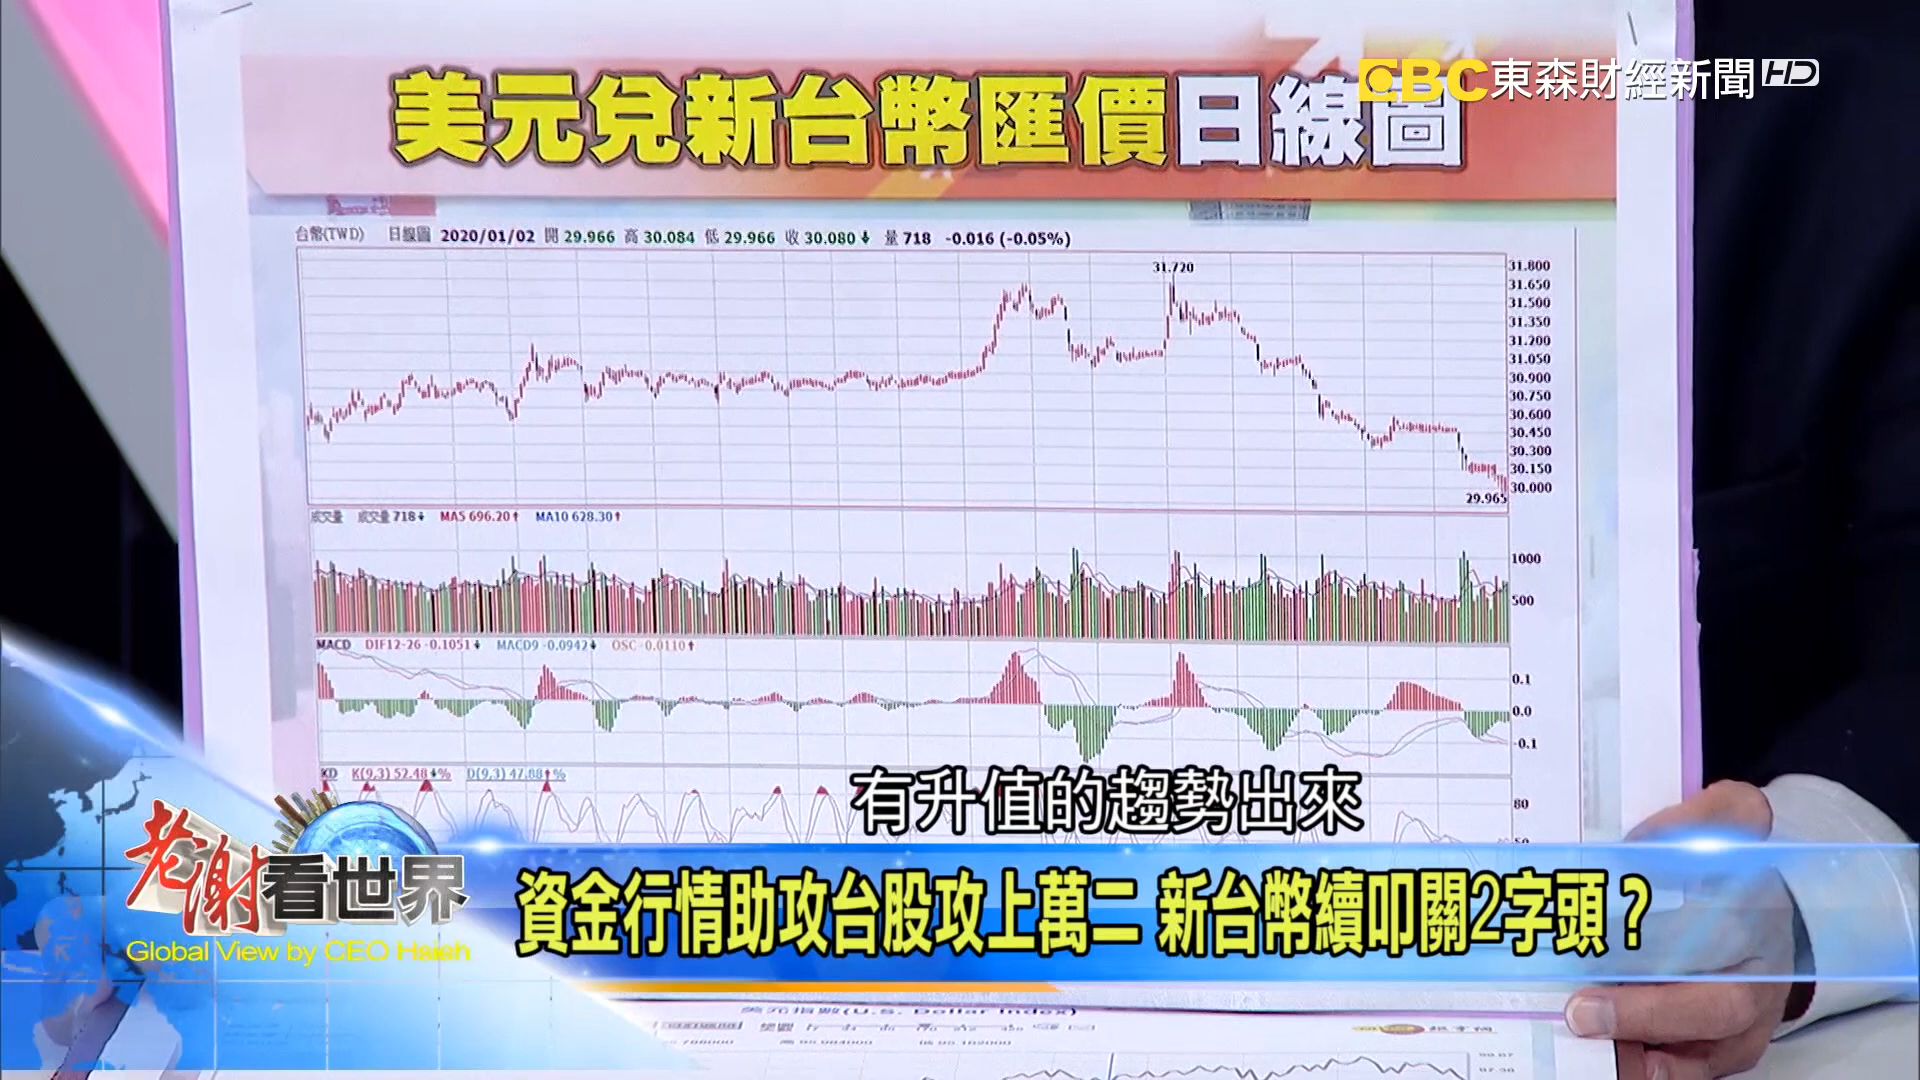 EBC東森財經新聞HD
美元兌新台幣匯價日線圖
台幣(TWD) 日線圖 2020/01/02 開 29.966 高 30.084 低 29.966 收 30.080↓ 量 718 -0.016 (-0.05%)
31.720
31.800
31.650
31.500
31.350
31.200
31.050
30.900
30.750
30.600
30.450
30.300
30.150
30.000
29.965
成交量 成交量 718↓ MA5 696.20↑ MA10 628.30↑
1000
500
MACD DIF12-26 -0.1051↓ MACD9 -0.0942↓ OSC -0.0110↑
0.1
0.0
-0.1
KD K(9,3) 52.48↓% D(9,3) 47.88↑%
80
有升值的趨勢出來
老謝看世界
Global View by CEO Hsieh
資金行情助攻台股攻上萬二 新台幣續叩關2字頭？
美元指數(U.S. Dollar Index)